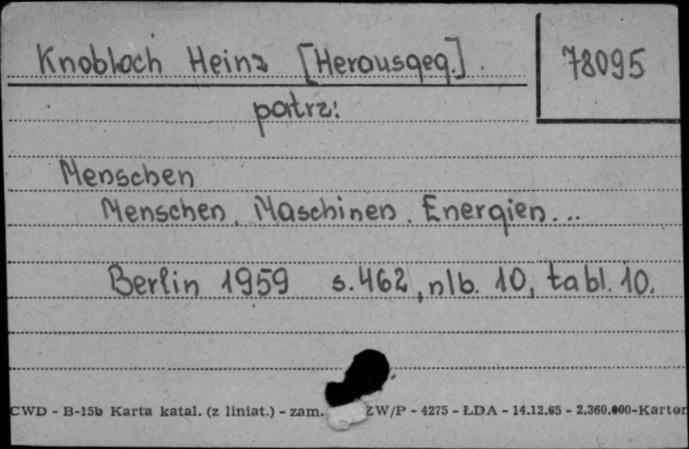 Knobloch Heinz [Herausgeg.].
78095
patrz:
Menschen
Menschen, Maschinen. Energien...
Berlin 1959 s. 462, nlb. 10, tabl. 10.
CWD - B-15b Karta katal. (z liniat.) - zam. ZW/P - 4275 - ŁDA - 14.12.65 - 2.360.000-Karton